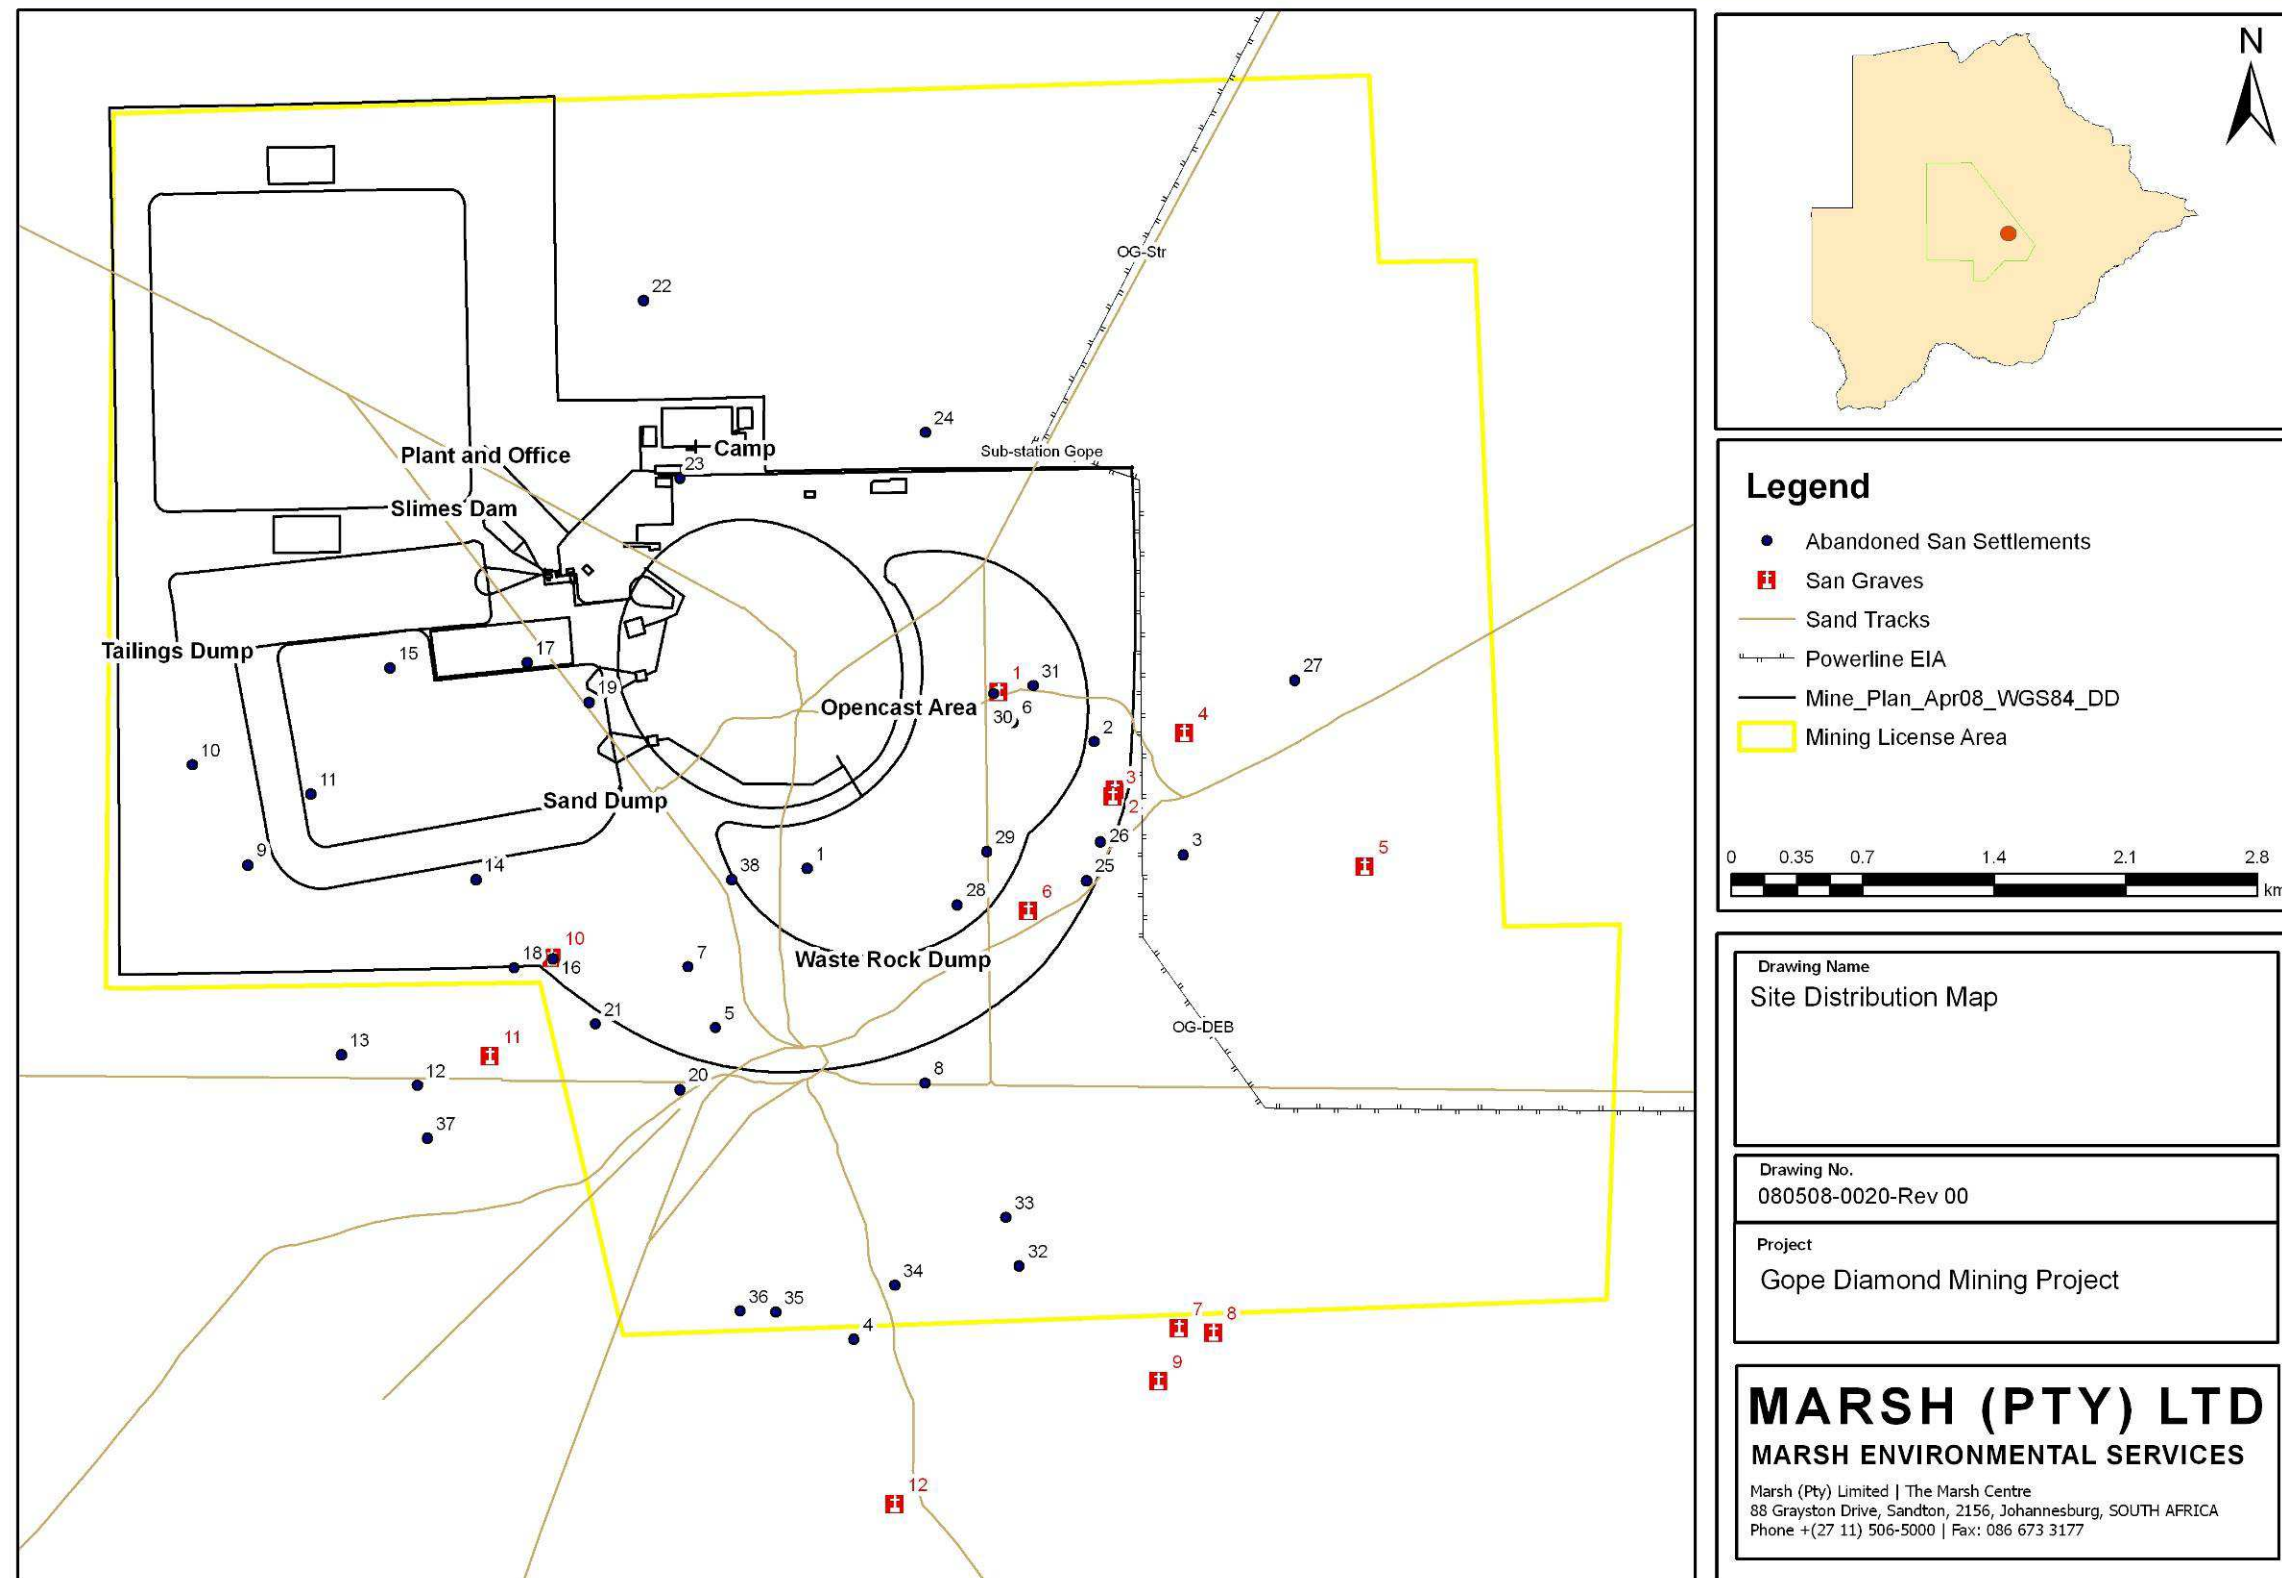 OG-Str
22
24
Plant and Office
Camp
Sub-station Gope
23
Slimes Dam
Tailings Dump
15
17
19
1
31
27
Opencast Area
30
6
2
4
10
11
3
2
Sand Dump
26
3
29
1
5
9
14
38
25
28
6
10
18
16
7
Waste Rock Dump
21
5
OG-DEB
11
13
12
20
8
37
33
32
34
36
35
4
7
8
9
12
N
Legend
Abandoned San Settlements
San Graves
Sand Tracks
Powerline EIA
Mine_Plan_Apr08_WGS84_DD
Mining License Area
0 0.35 0.7 1.4 2.1 2.8
km
Drawing Name
Site Distribution Map
Drawing No.
080508-0020-Rev 00
Project
Gope Diamond Mining Project
MARSH (PTY) LTD
MARSH ENVIRONMENTAL SERVICES
Marsh (Pty) Limited | The Marsh Centre
88 Grayston Drive, Sandton, 2156, Johannesburg, SOUTH AFRICA
Phone +(27 11) 506-5000 | Fax: 086 673 3177